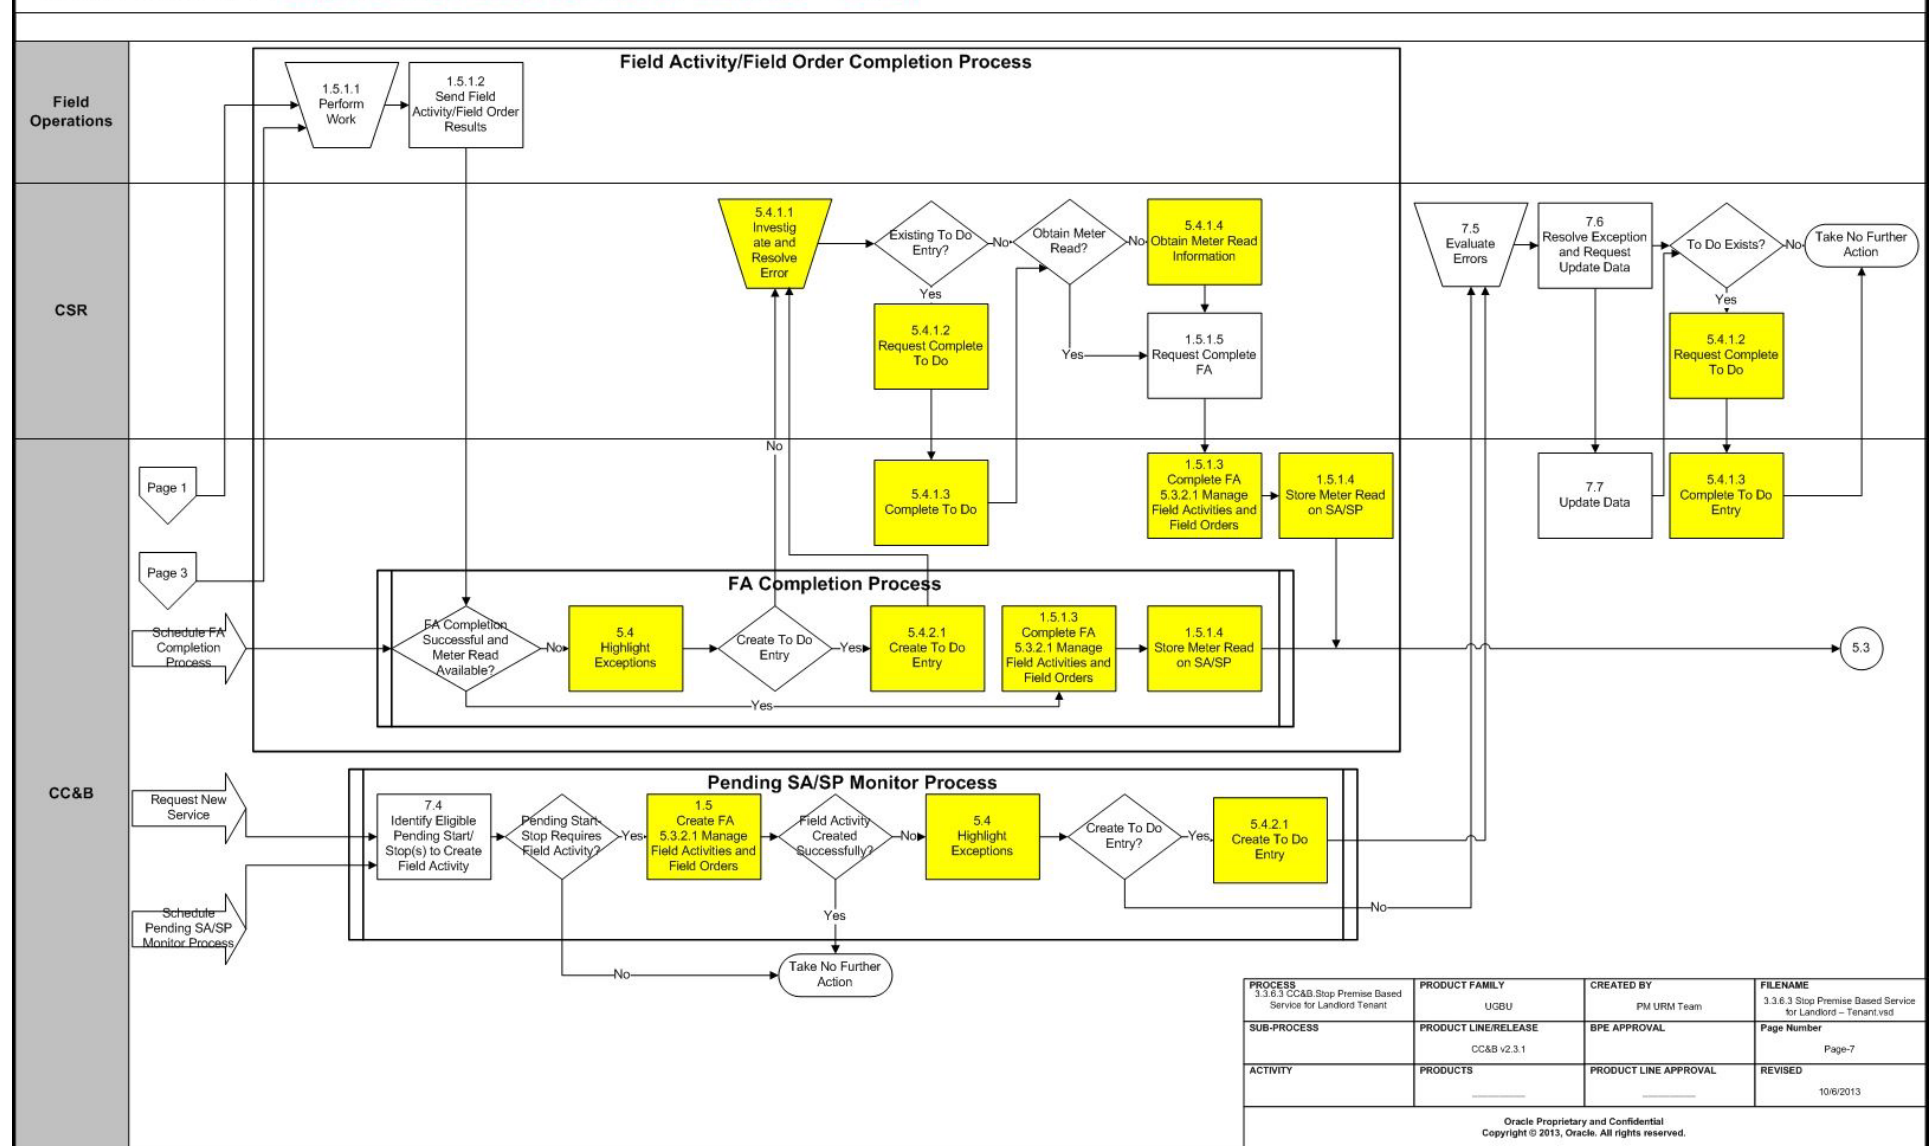 Field Activity/Field Order Completion Process
Field
Operations
1.5.1.1
Perform
Work
1.5.1.2
Send Field
Activity/Field Order
Results
CSR
5.4.1.1
Investig
ate and
Resolve
Error
Existing To Do
Entry?
No
Yes
Obtain Meter
Read?
No
Yes
5.4.1.4
Obtain Meter Read
Information
5.4.1.2
Request Complete
To Do
1.5.1.5
Request Complete
FA
7.5
Evaluate
Errors
7.6
Resolve Exception
and Request
Update Data
To Do Exists?
No
Take No Further
Action
Yes
5.4.1.2
Request Complete
To Do
No
CC&B
Page 1
Page 3
5.4.1.3
Complete To Do
1.5.1.3
Complete FA
5.3.2.1 Manage
Field Activities and
Field Orders
1.5.1.4
Store Meter Read
on SA/SP
7.7
Update Data
5.4.1.3
Complete To Do
Entry
FA Completion Process
Schedule FA
Completion
Process
FA Completion
Successful and
Meter Read
Available?
No
5.4
Highlight
Exceptions
Create To Do
Entry
Yes
5.4.2.1
Create To Do
Entry
1.5.1.3
Complete FA
5.3.2.1 Manage
Field Activities and
Field Orders
1.5.1.4
Store Meter Read
on SA/SP
Yes
5.3
Pending SA/SP Monitor Process
Request New
Service
7.4
Identify Eligible
Pending Start/
Stop(s) to Create
Field Activity
Pending Start-
Stop Requires
Field Activity?
Yes
1.5
Create FA
5.3.2.1 Manage
Field Activities and
Field Orders
Field Activity
Created
Successfully?
No
5.4
Highlight
Exceptions
Create To Do
Entry?
Yes
5.4.2.1
Create To Do
Entry
No
Schedule
Pending SA/SP
Monitor Process
Yes
No
Take No Further
Action
PROCESS
3.3.6.3 CC&B.Stop Premise Based
Service for Landlord Tenant
PRODUCT FAMILY
UGBU
CREATED BY
PM URM Team
FILENAME
3.3.6.3 Stop Premise Based Service
for Landlord – Tenant.vsd
SUB-PROCESS
PRODUCT LINE/RELEASE
CC&B v2.3.1
BPE APPROVAL
Page Number
Page-7
ACTIVITY
PRODUCTS
PRODUCT LINE APPROVAL
REVISED
10/6/2013
Oracle Proprietary and Confidential
Copyright © 2013, Oracle. All rights reserved.